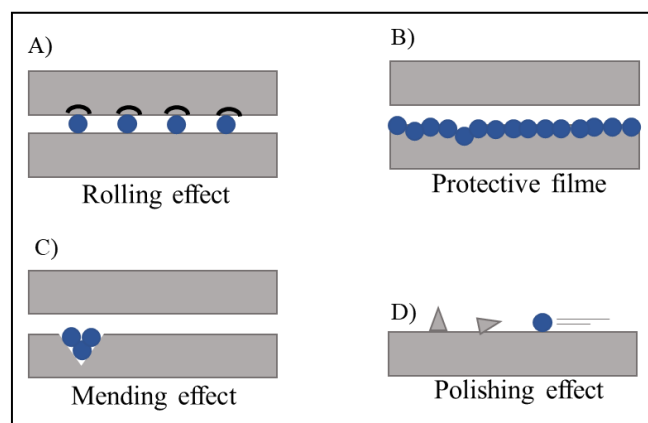 A)
Rolling effect
B)
Protective filme
C)
Mending effect
D)
Polishing effect